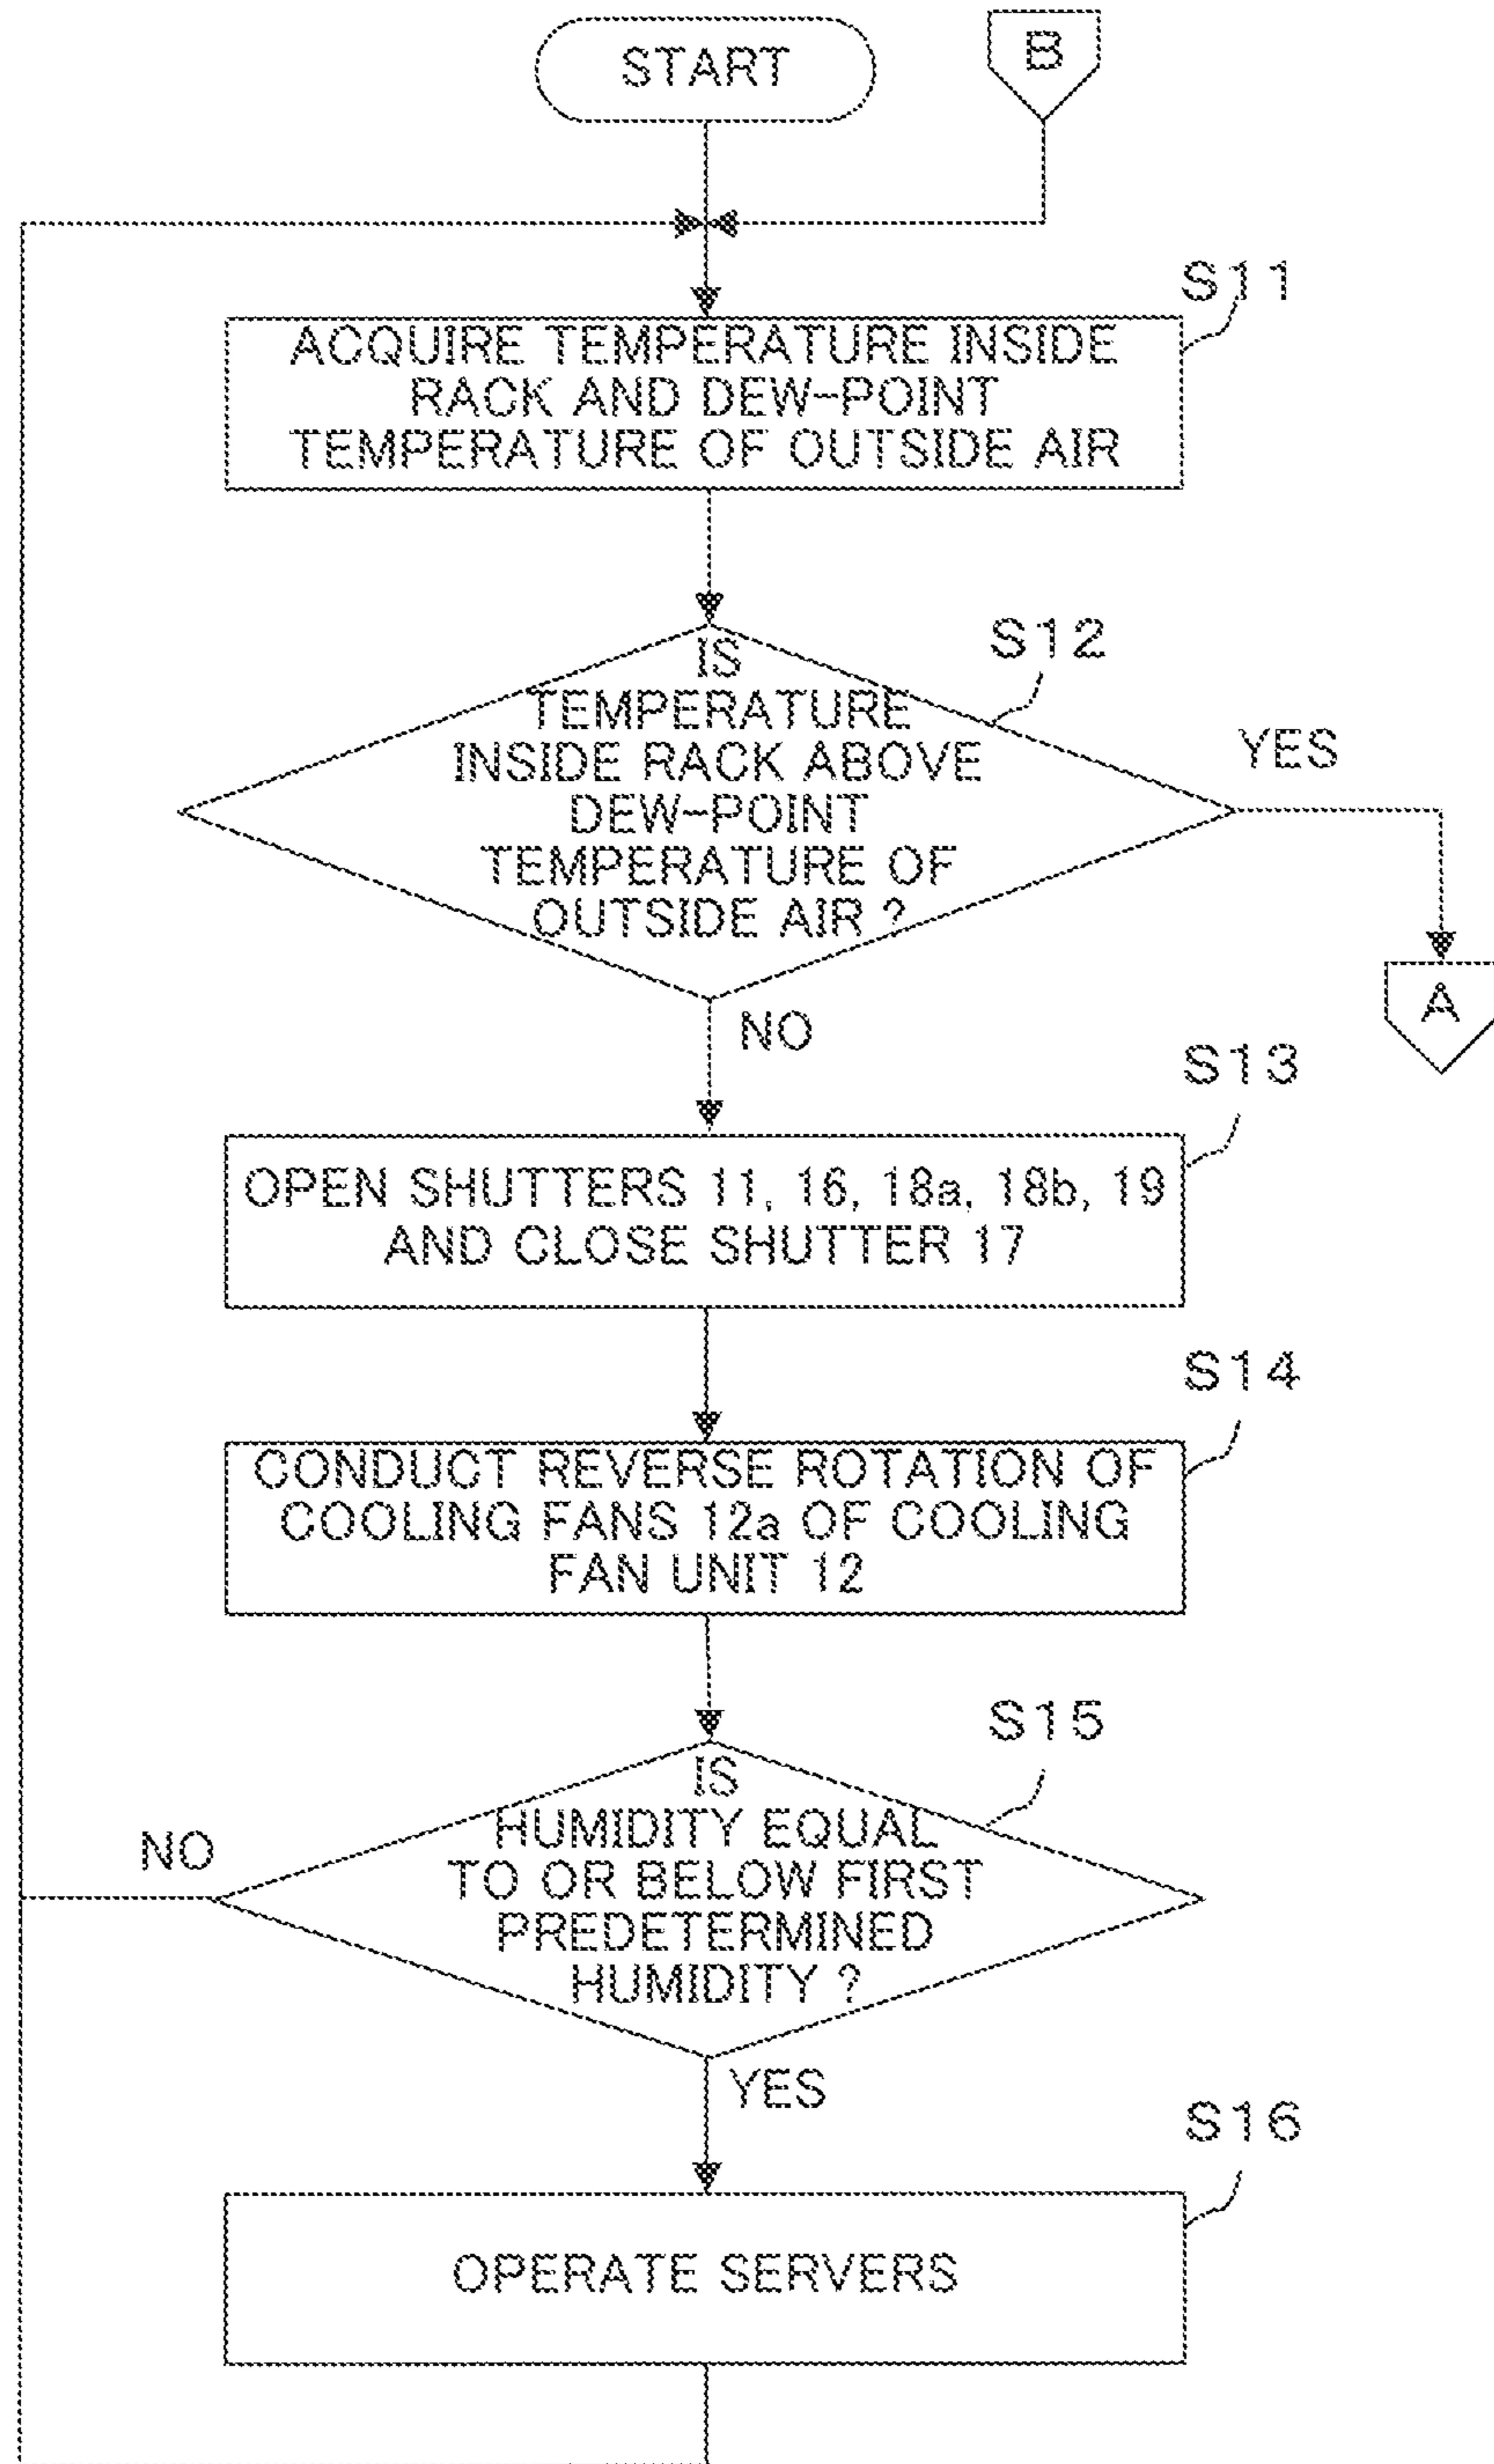 START
B
S11
ACQUIRE TEMPERATURE INSIDE
RACK AND DEW-POINT
TEMPERATURE OF OUTSIDE AIR
S12
IS
TEMPERATURE
INSIDE RACK ABOVE
DEW-POINT
TEMPERATURE OF
OUTSIDE AIR ?
YES
A
NO
S13
OPEN SHUTTERS 11, 16, 18a, 18b, 19
AND CLOSE SHUTTER 17
S14
CONDUCT REVERSE ROTATION OF
COOLING FANS 12a OF COOLING
FAN UNIT 12
S15
IS
HUMIDITY EQUAL
TO OR BELOW FIRST
PREDETERMINED
HUMIDITY ?
NO
YES
S16
OPERATE SERVERS